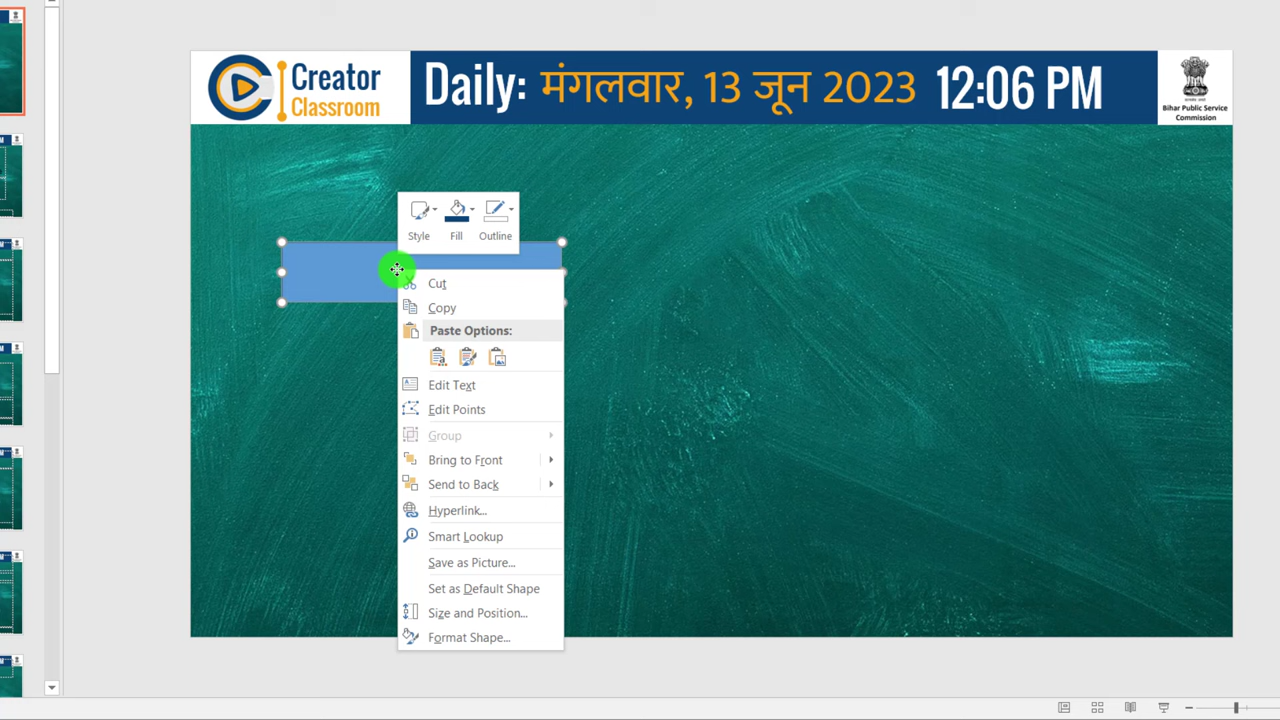 Creator
Classroom
Daily: मंगलवार, 13 जून 2023 12:06 PM
Bihar Public Service
Commission
Style Fill Outline
Cut
Copy
Paste Options:
Edit Text
Edit Points
Group
Bring to Front
Send to Back
Hyperlink...
Smart Lookup
Save as Picture...
Set as Default Shape
Size and Position...
Format Shape...